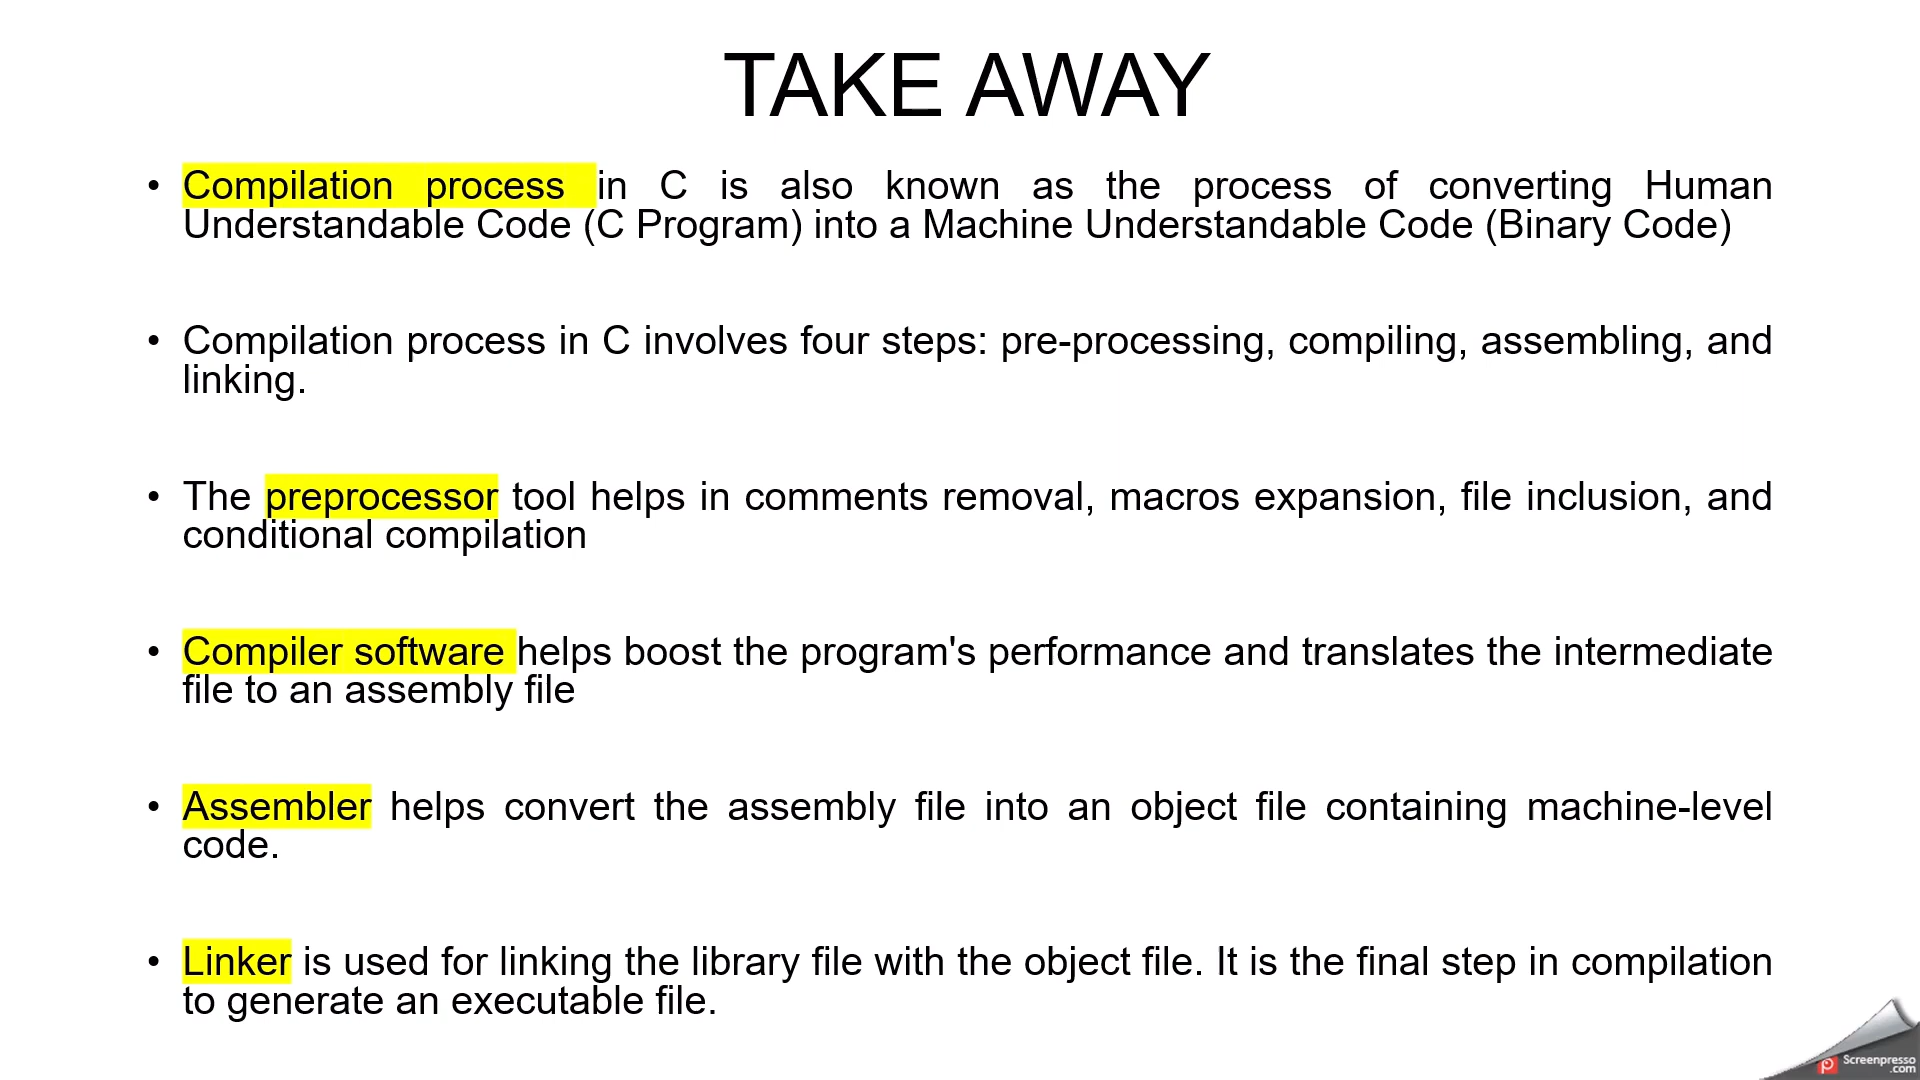 TAKE AWAY
• Compilation process in C is also known as the process of converting Human
Understandable Code (C Program) into a Machine Understandable Code (Binary Code)
• Compilation process in C involves four steps: pre-processing, compiling, assembling, and
linking.
• The preprocessor tool helps in comments removal, macros expansion, file inclusion, and
conditional compilation
• Compiler software helps boost the program's performance and translates the intermediate
file to an assembly file
• Assembler helps convert the assembly file into an object file containing machine-level
code.
• Linker is used for linking the library file with the object file. It is the final step in compilation
to generate an executable file.
Screenpresso
.com